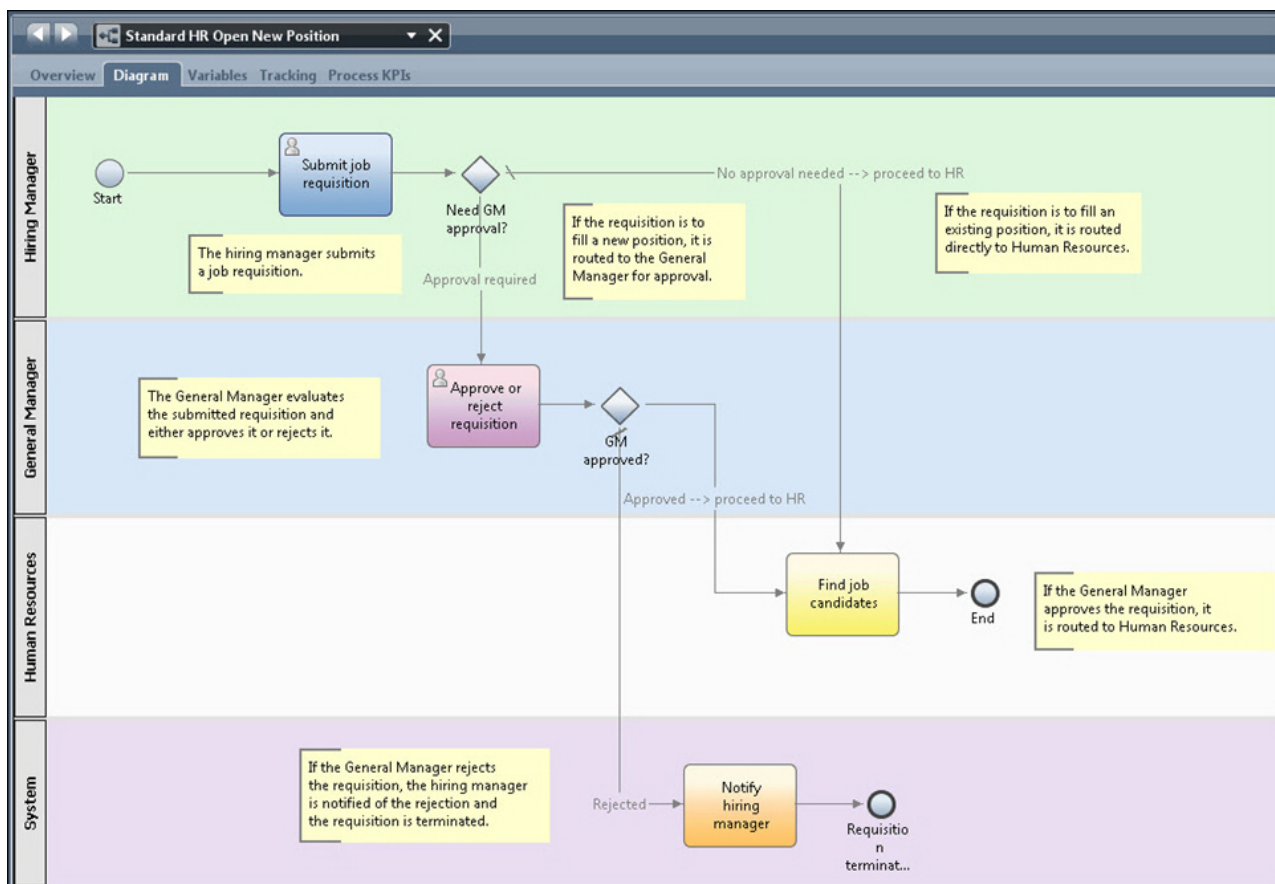 Standard HR Open New Position
Overview Diagram Variables Tracking Process KPIs
Hiring Manager
Start
Submit job
requisition
Need GM
approval?
No approval needed --> proceed to HR
The hiring manager submits
a job requisition.
If the requisition is to
fill a new position, it is
routed to the General
Manager for approval.
If the requisition is to fill an
existing position, it is routed
directly to Human Resources.
Approval required
General Manager
The General Manager evaluates
the submitted requisition and
either approves it or rejects it.
Approve or
reject
requisition
GM
approved?
Approved --> proceed to HR
Human Resources
Find job
candidates
End
If the General Manager
approves the requisition, it
is routed to Human Resources.
System
If the General Manager rejects
the requisition, the hiring manager
is notified of the rejection and
the requisition is terminated.
Rejected
Notify
hiring
manager
Requisitio
n
terminat...